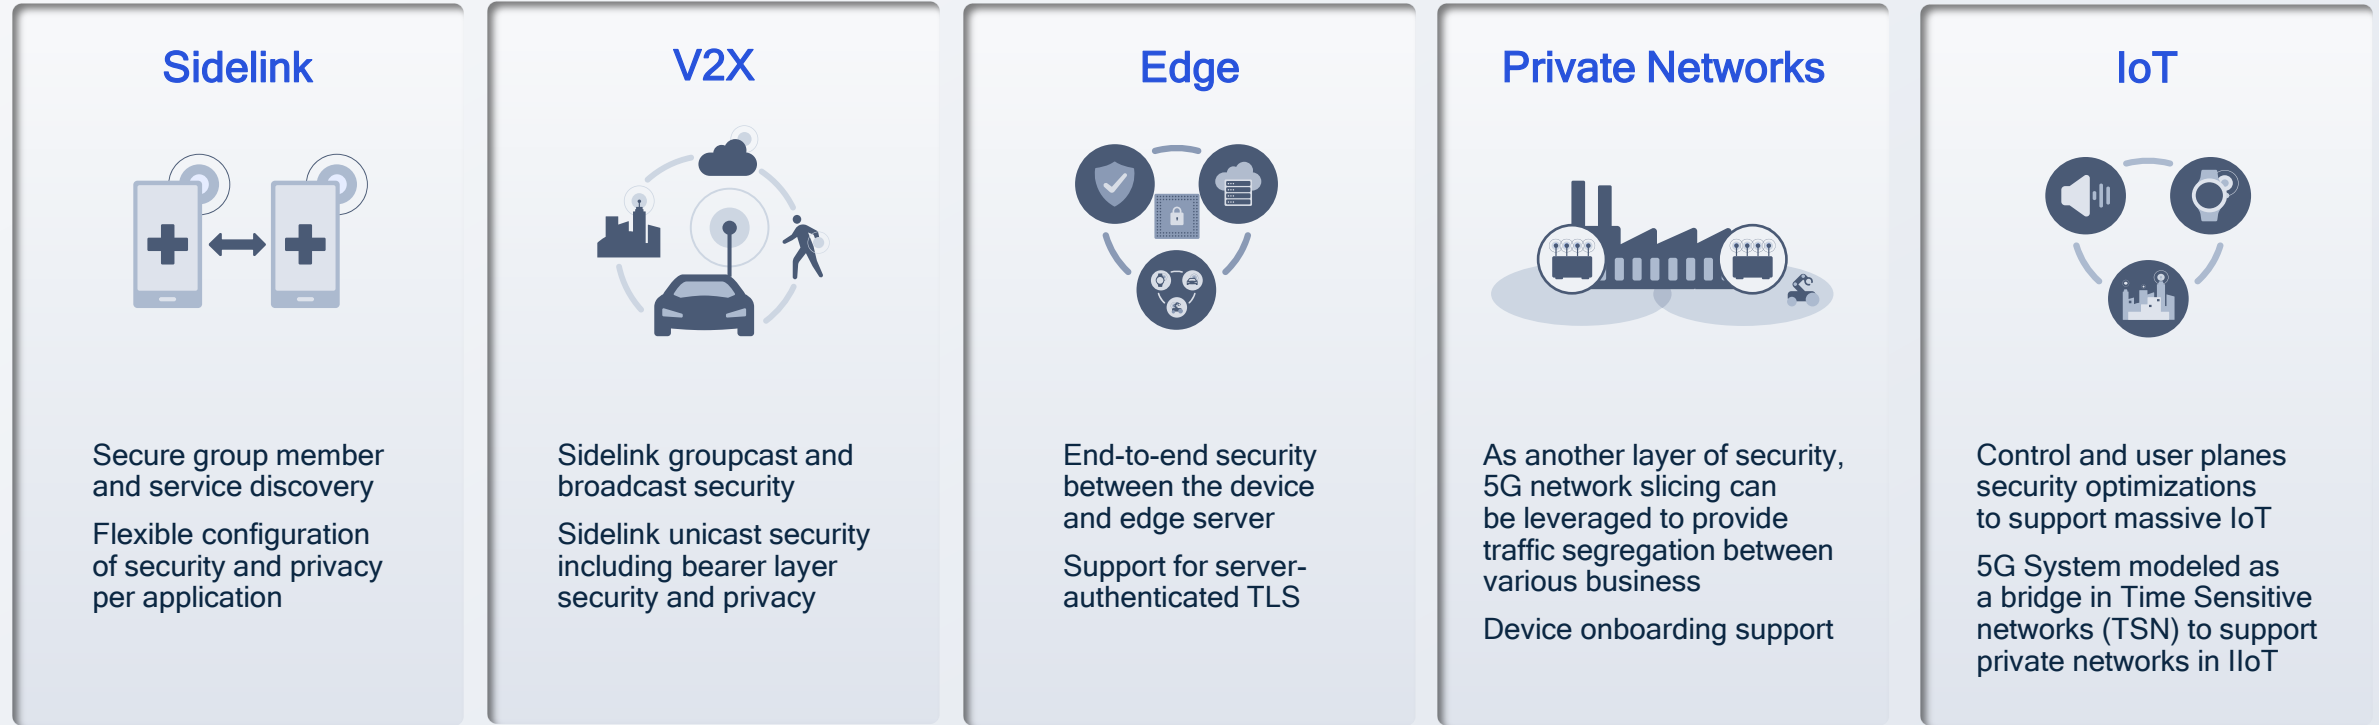 Sidelink
Secure group member
and service discovery
Flexible configuration
of security and privacy
per application
V2X
Sidelink groupcast and
broadcast security
Sidelink unicast security
including bearer layer
security and privacy
Edge
End-to-end security
between the device
and edge server
Support for server-
authenticated TLS
Private Networks
As another layer of security,
5G network slicing can
be leveraged to provide
traffic segregation between
various business
Device onboarding support
IoT
Control and user planes
security optimizations
to support massive IoT
5G System modeled as
a bridge in Time Sensitive
networks (TSN) to support
private networks in IIoT